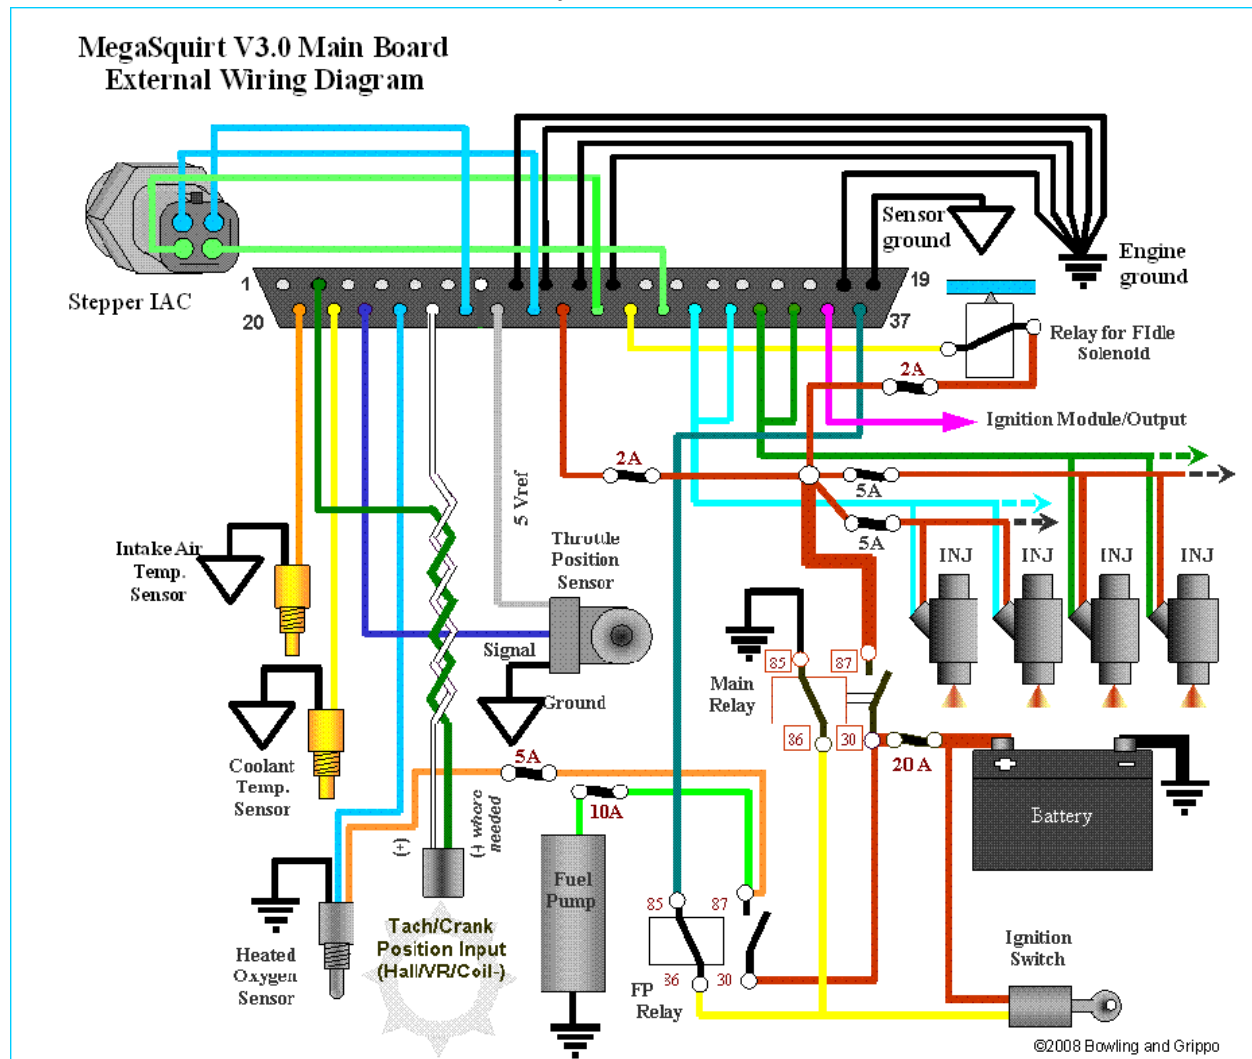 MegaSquirt V3.0 Main Board
External Wiring Diagram
Stepper IAC
1
19
20
37
Sensor
ground
Engine
ground
Relay for FIdle
Solenoid
2A
Ignition Module/Output
2A
5A
5A
5 Vref
Intake Air
Temp.
Sensor
Throttle
Position
Sensor
INJ
INJ
INJ
INJ
Signal
Ground
85
87
Main
Relay
86
30
20 A
Coolant
Temp.
Sensor
5A
10A
Battery
(+)
(-) where
needed
Fuel
Pump
85
87
Tach/Crank
Position Input
(Hall/VR/Coil-)
Heated
Oxygen
Sensor
86
30
FP
Relay
Ignition
Switch
©2008 Bowling and Grippo